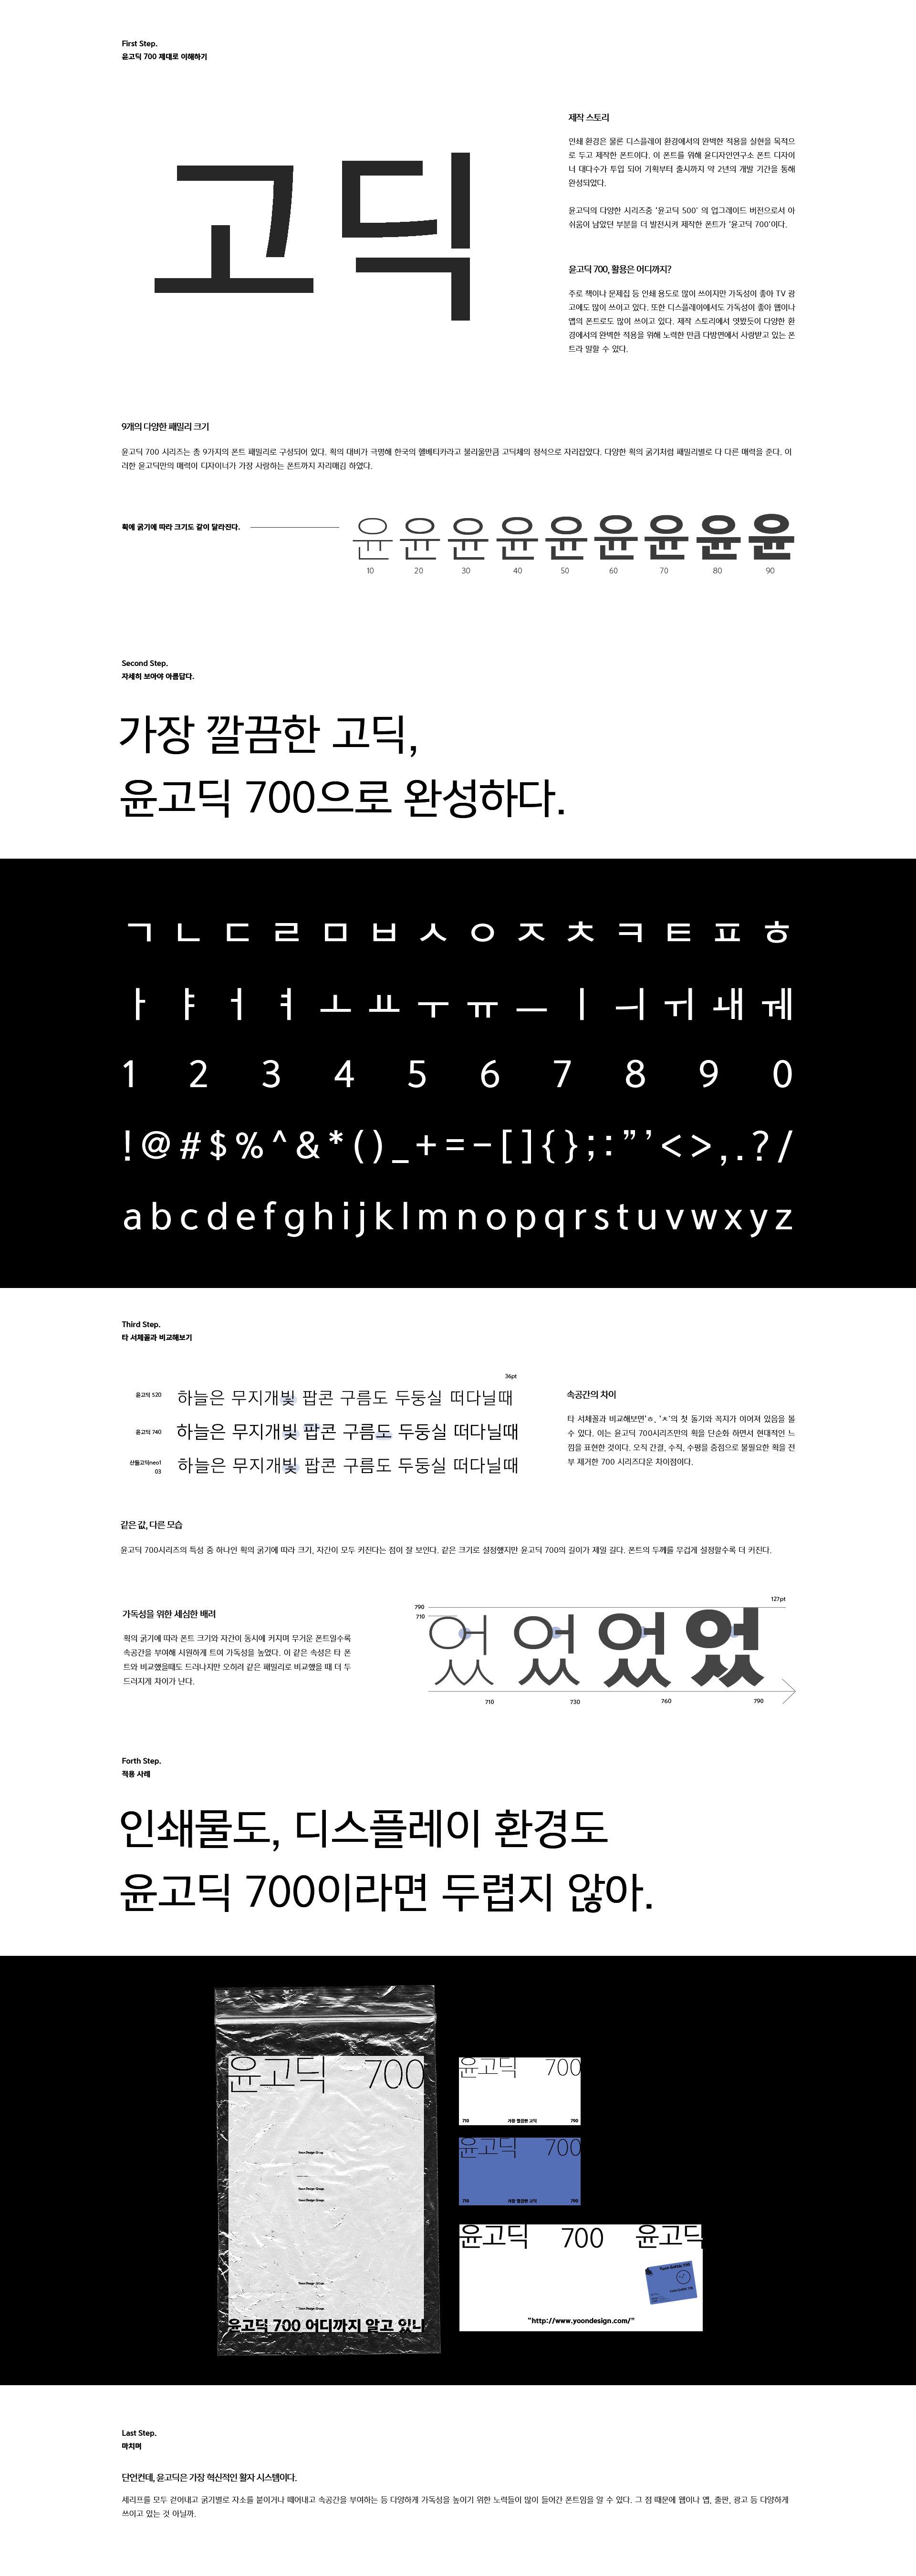 First Step.
윤고딕 700 제대로 이해하기
고딕
제작 스토리
인쇄 환경은 물론 디스플레이 환경에서의 완벽한 적용을 실현을 목적으
로 두고 제작한 폰트이다. 이 폰트를 위해 윤디자인연구소 폰트 디자이
너 대다수가 투입 되어 기획부터 출시까지 약 2년의 개발 기간을 통해
완성되었다.
윤고딕의 다양한 시리즈중 '윤고딕 500' 의 업그레이드 버전으로서 아
쉬움이 남았던 부분을 더 발전시켜 제작한 폰트가 '윤고딕 700'이다.
윤고딕 700, 활용은 어디까지?
주로 책이나 문제집 등 인쇄 용도로 많이 쓰이지만 가독성이 좋아 TV 광
고에도 많이 쓰이고 있다. 또한 디스플레이에서도 가독성이 좋아 웹이나
앱의 폰트로도 많이 쓰이고 있다. 제작 스토리에서 엿봤듯이 다양한 환
경에서의 완벽한 적용을 위해 노력한 만큼 다방면에서 사랑받고 있는 폰
트라 말할 수 있다.
9개의 다양한 패밀리 크기
윤고딕 700 시리즈는 총 9가지의 폰트 패밀리로 구성되어 있다. 획의 대비가 극명해 한국의 헬베티카라고 불리울만큼 고딕체의 정석으로 자리잡았다. 다양한 획의 굵기처럼 패밀리별로 다 다른 매력을 준다. 이
러한 윤고딕만의 매력이 디자이너가 가장 사랑하는 폰트까지 자리매김 하였다.
획에 굵기에 따라 크기도 같이 달라진다.
윤 윤 윤 윤 윤 윤 윤 윤 윤
10 20 30 40 50 60 70 80 90
Second Step.
자세히 보아야 아름답다.
가장 깔끔한 고딕,
윤고딕 700으로 완성하다.
ㄱ ㄴ ㄷ ㄹ ㅁ ㅂ ㅅ ㅇ ㅈ ㅊ ㅋ ㅌ ㅍ ㅎ
ㅏ ㅑ ㅓ ㅕ ㅗ ㅛ ㅜ ㅠ ㅡ ㅣ ㅢ ㅟ ㅙ ㅞ
1 2 3 4 5 6 7 8 9 0
! @ # $ % ^ & * ( ) _ + = - [ ] { } ; : " ' < > , . ? /
a b c d e f g h i j k l m n o p q r s t u v w x y z
Third Step.
타 서체꼴과 비교해보기
36pt
윤고딕 520
하늘은 무지개빛 팝콘 구름도 두둥실 떠다닐때
윤고딕 740
하늘은 무지개빛 팝콘 구름도 두둥실 떠다닐때
산돌고딕neo1
03
하늘은 무지개빛 팝콘 구름도 두둥실 떠다닐때
속공간의 차이
타 서체꼴과 비교해보면'ㅎ, 'ㅊ'의 첫 돌기와 꼭지가 이어져 있음을 볼
수 있다. 이는 윤고딕 700시리즈만의 획을 단순화 하면서 현대적인 느
낌을 표현한 것이다. 오직 간결, 수직, 수평을 중점으로 불필요한 획을 전
부 제거한 700 시리즈다운 차이점이다.
같은 값, 다른 모습
윤고딕 700시리즈의 특성 중 하나인 획의 굵기에 따라 크기, 자간이 모두 커진다는 점이 잘 보인다. 같은 크기로 설정했지만 윤고딕 700의 길이가 제일 길다. 폰트의 두께를 무겁게 설정할수록 더 커진다.
가독성을 위한 세심한 배려
획의 굵기에 따라 폰트 크기와 자간이 동시에 커지며 무거운 폰트일수록
속공간을 부여해 시원하게 트여 가독성을 높였다. 이 같은 속성은 타 폰
트와 비교했을때도 드러나지만 오히려 같은 패밀리로 비교했을 때 더 두
드러지게 차이가 난다.
127pt
790
710
었 었 었 었
710 730 760 790
Forth Step.
적용 사례
인쇄물도, 디스플레이 환경도
윤고딕 700이라면 두렵지 않아.
윤고딕 700
Yoon Design Group
Yoon Design Group
Yoon Design Group
Yoon Design Group
윤고딕 700 어디까지 알고 있니
윤고딕 700
710 가장 깔끔한 고딕 790
윤고딕 700
710 가장 깔끔한 고딕 790
윤고딕 700 윤고딕
"http://www.yoondesign.com/"
Last Step.
마치며
단언컨데, 윤고딕은 가장 혁신적인 활자 시스템이다.
세리프를 모두 걷어내고 굵기별로 자소를 붙이거나 떼어내고 속공간을 부여하는 등 다양하게 가독성을 높이기 위한 노력들이 많이 들어간 폰트임을 알 수 있다. 그 점 때문에 웹이나 앱, 출판, 광고 등 다양하게
쓰이고 있는 것 아닐까.